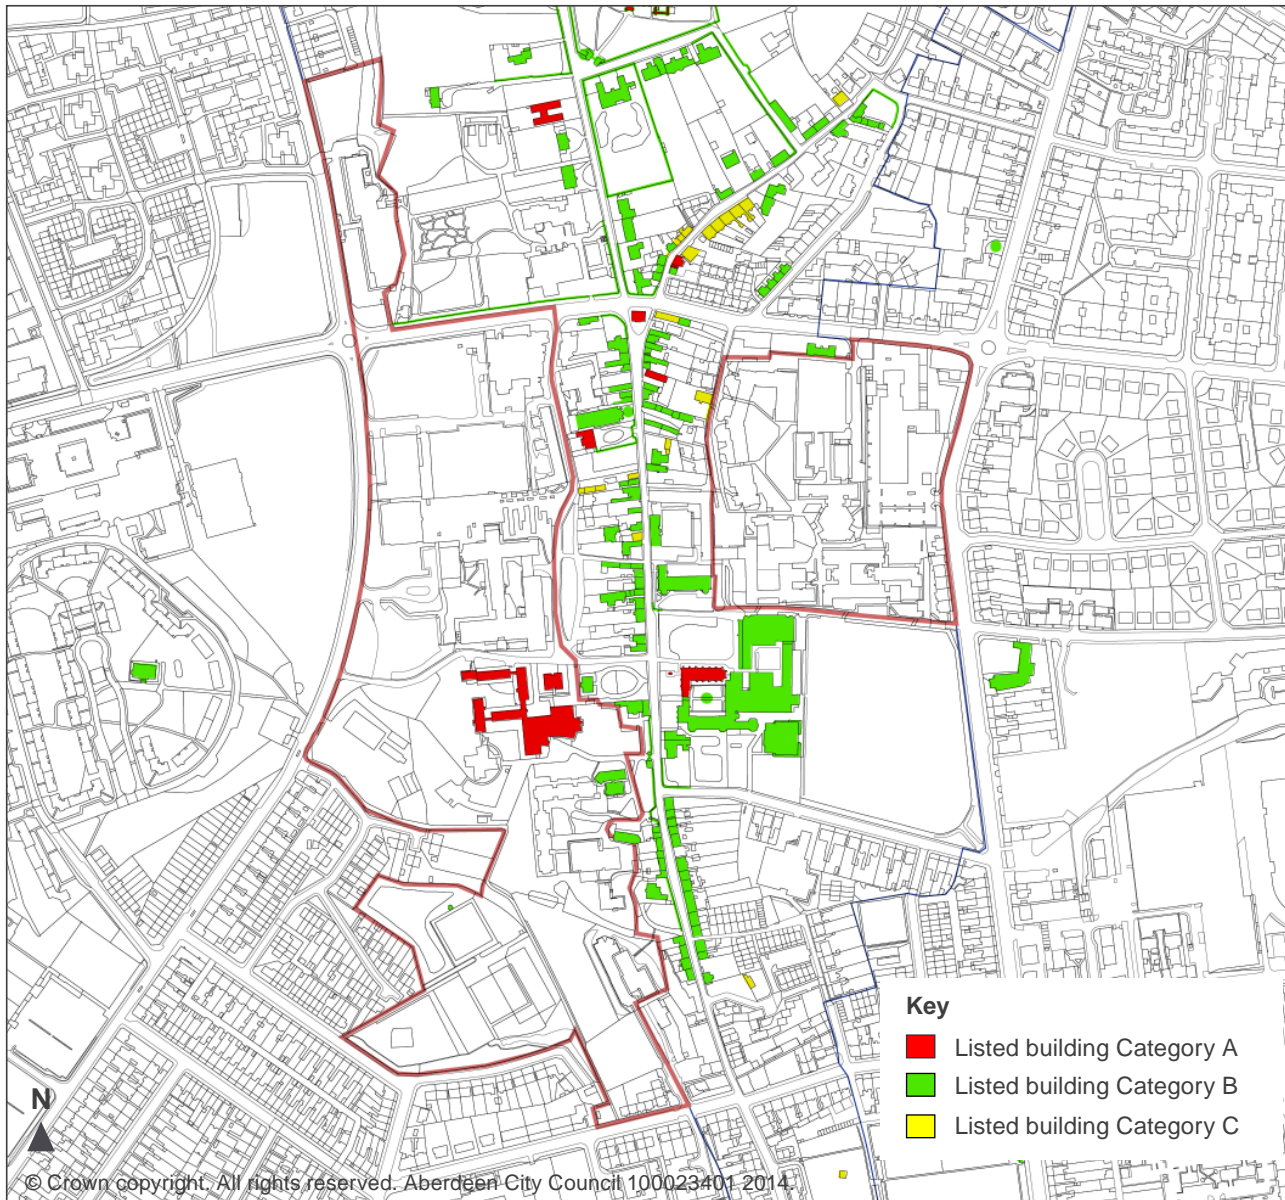 Key
Listed building Category A
Listed building Category B
Listed building Category C
N
© Crown copyright. All rights reserved. Aberdeen City Council 100023401 2014.